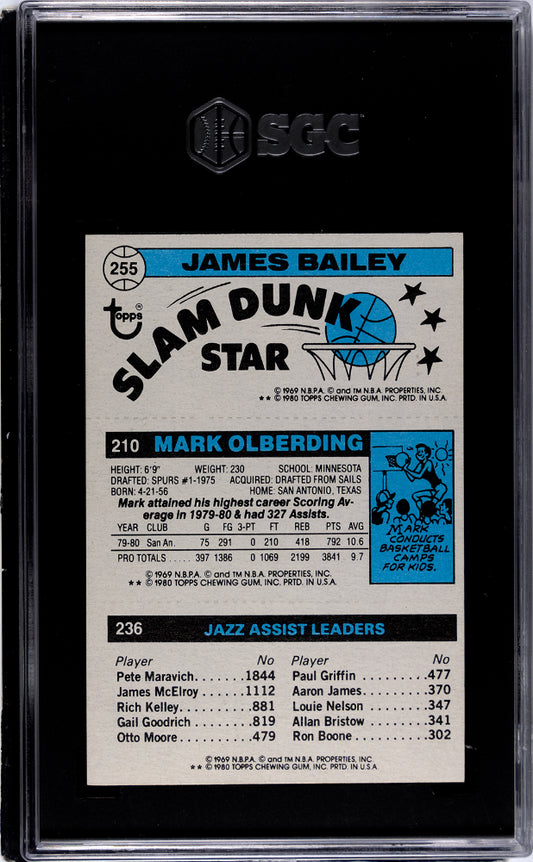 SGC
255 JAMES BAILEY
Topps®
SLAM DUNK
STAR
© 1969 N.B.P.A. © and TM N.B.A. PROPERTIES, INC.
★★ © 1980 TOPPS CHEWING GUM, INC. PRTD. IN U.S.A.
210 MARK OLBERDING
HEIGHT: 6'9" WEIGHT: 230 SCHOOL: MINNESOTA
DRAFTED: SPURS #1-1975 ACQUIRED: DRAFTED FROM SAILS
BORN: 4-21-56 HOME: SAN ANTONIO, TEXAS
Mark attained his highest career Scoring Av-
erage in 1979-80 & had 327 Assists.
YEAR CLUB G FG 3-PT FT REB PTS AVG
79-80 San An. 75 291 0 210 418 792 10.6
PRO TOTALS . . . . . 397 1386 0 1069 2199 3841 9.7
© 1969 N.B.P.A. © and TM N.B.A. PROPERTIES, INC.
★★ © 1980 TOPPS CHEWING GUM, INC. PRTD. IN U.S.A.
MARK
CONDUCTS
BASKETBALL
CAMPS
FOR KIDS.
236 JAZZ ASSIST LEADERS
Player No Player No
Pete Maravich . . . . . 1844 Paul Griffin . . . . . . . . . 477
James McElroy . . . . 1112 Aaron James . . . . . . . . 370
Rich Kelley . . . . . . . . 881 Louie Nelson . . . . . . . 347
Gail Goodrich . . . . . . 819 Allan Bristow . . . . . . . 341
Otto Moore . . . . . . . . 479 Ron Boone . . . . . . . . . 302
© 1969 N.B.P.A. © and TM N.B.A. PROPERTIES, INC.
★★ © 1980 TOPPS CHEWING GUM, INC. PRTD. IN U.S.A.